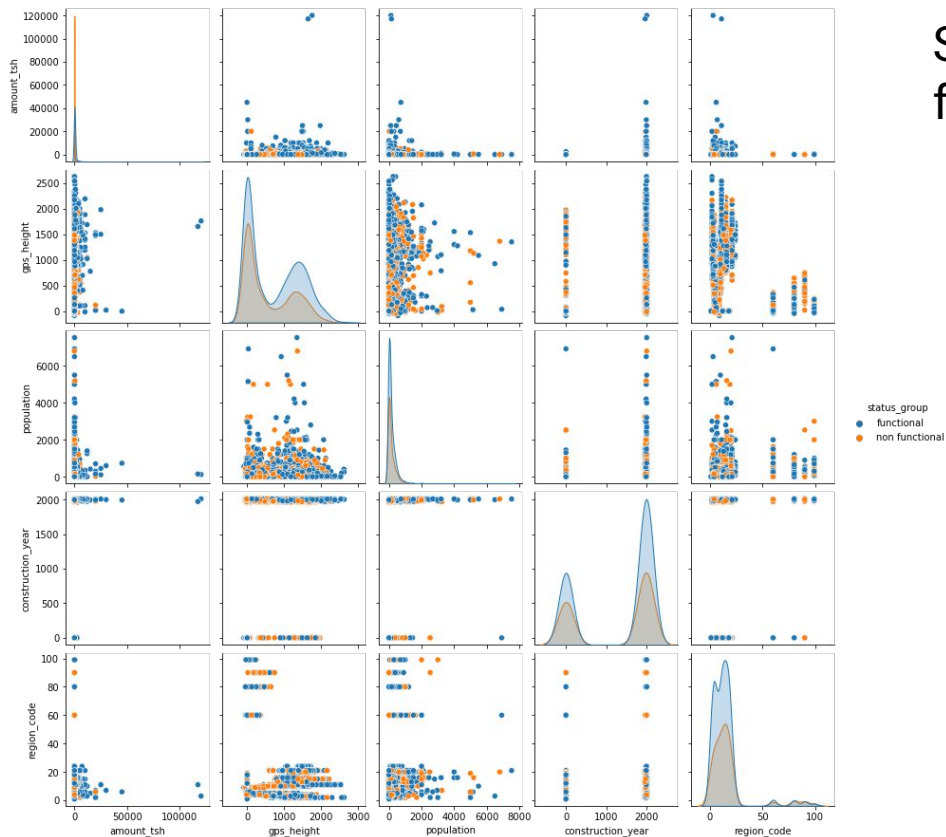 S
f
120000
100000
80000
60000
40000
20000
0
amount_tsh
2500
2000
1500
1000
500
0
gps_height
6000
4000
2000
0
population
status_group
functional
non functional
2000
1500
1000
500
0
construction_year
100
80
60
40
20
0
region_code
0 50000 100000
0 1000 2000 3000
0 2000 4000 6000 8000
0 1000 2000
0 50 100
amount_tsh gps_height population construction_year region_code